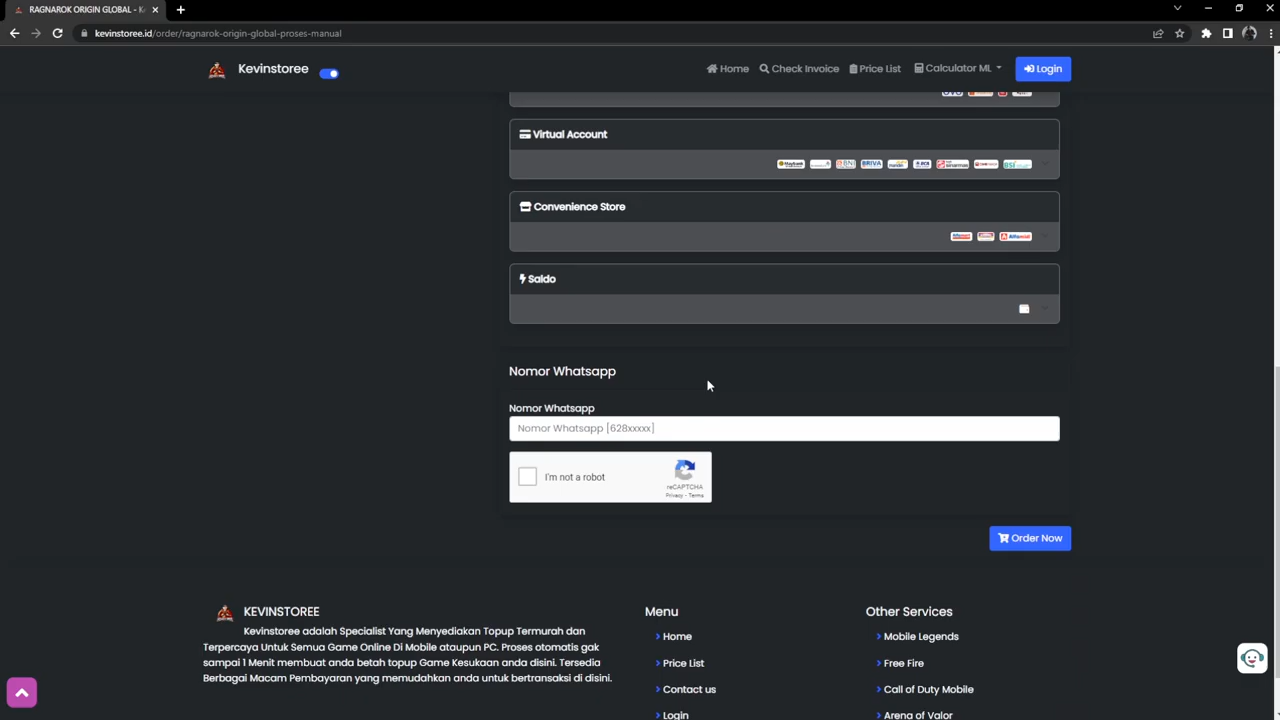 RAGNAROK ORIGIN GLOBAL - K
kevinstoree.id/order/ragnarok-origin-global-proses-manual
Kevinstoree
Home
Check Invoice
Price List
Calculator ML
Login
Virtual Account
Maybank BNI BRIVA
Convenience Store
Alfamart Alfamidi
Saldo
Nomor Whatsapp
Nomor Whatsapp
Nomor Whatsapp [628xxxxx]
I'm not a robot
reCAPTCHA
Privacy - Terms
Order Now
KEVINSTOREE
Kevinstoree adalah Specialist Yang Menyediakan Topup Termurah dan
Terpercaya Untuk Semua Game Online Di Mobile ataupun PC. Proses otomatis gak
sampai 1 Menit membuat anda betah topup Game Kesukaan anda disini. Tersedia
Berbagai Macam Pembayaran yang memudahkan anda untuk bertransaksi di disini.
Menu
Home
Price List
Contact us
Login
Other Services
Mobile Legends
Free Fire
Call of Duty Mobile
Arena of Valor